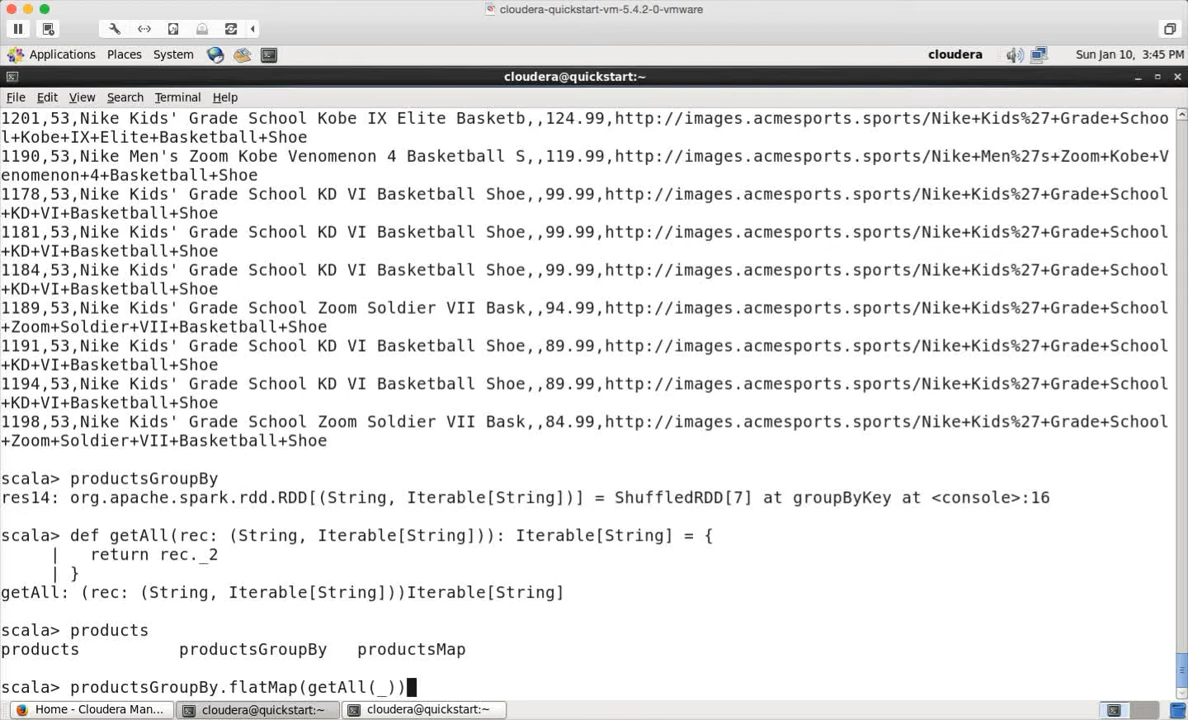 cloudera-quickstart-vm-5.4.2-0-vmware
Applications Places System cloudera Sun Jan 10, 3:45 PM
cloudera@quickstart:~
File Edit View Search Terminal Help
1201,53,Nike Kids' Grade School Kobe IX Elite Basketb,,124.99,http://images.acmesports.sports/Nike+Kids%27+Grade+Schoo
l+Kobe+IX+Elite+Basketball+Shoe
1190,53,Nike Men's Zoom Kobe Venomenon 4 Basketball S,,119.99,http://images.acmesports.sports/Nike+Men%27s+Zoom+Kobe+V
enomenon+4+Basketball+Shoe
1178,53,Nike Kids' Grade School KD VI Basketball Shoe,,99.99,http://images.acmesports.sports/Nike+Kids%27+Grade+School
+KD+VI+Basketball+Shoe
1181,53,Nike Kids' Grade School KD VI Basketball Shoe,,99.99,http://images.acmesports.sports/Nike+Kids%27+Grade+School
+KD+VI+Basketball+Shoe
1184,53,Nike Kids' Grade School KD VI Basketball Shoe,,99.99,http://images.acmesports.sports/Nike+Kids%27+Grade+School
+KD+VI+Basketball+Shoe
1189,53,Nike Kids' Grade School Zoom Soldier VII Bask,,94.99,http://images.acmesports.sports/Nike+Kids%27+Grade+School
+Zoom+Soldier+VII+Basketball+Shoe
1191,53,Nike Kids' Grade School KD VI Basketball Shoe,,89.99,http://images.acmesports.sports/Nike+Kids%27+Grade+School
+KD+VI+Basketball+Shoe
1194,53,Nike Kids' Grade School KD VI Basketball Shoe,,89.99,http://images.acmesports.sports/Nike+Kids%27+Grade+School
+KD+VI+Basketball+Shoe
1198,53,Nike Kids' Grade School Zoom Soldier VII Bask,,84.99,http://images.acmesports.sports/Nike+Kids%27+Grade+School
+Zoom+Soldier+VII+Basketball+Shoe
scala> productsGroupBy
res14: org.apache.spark.rdd.RDD[(String, Iterable[String])] = ShuffledRDD[7] at groupByKey at <console>:16
scala> def getAll(rec: (String, Iterable[String])): Iterable[String] = {
| return rec._2
| }
getAll: (rec: (String, Iterable[String]))Iterable[String]
scala> products
products productsGroupBy productsMap
scala> productsGroupBy.flatMap(getAll(_))
Home - Cloudera Man... cloudera@quickstart:~ cloudera@quickstart:~